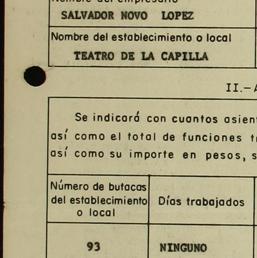 SALVADOR NOVO LOPEZ
Nombre del establecimiento o local
TEATRO DE LA CAPILLA
II.-
Se indicará con cuantos
así como el total de funciones
así como su importe en pesos,
Número de butacas
del establecimiento
o local
Días trabajados
93
NINGUNO